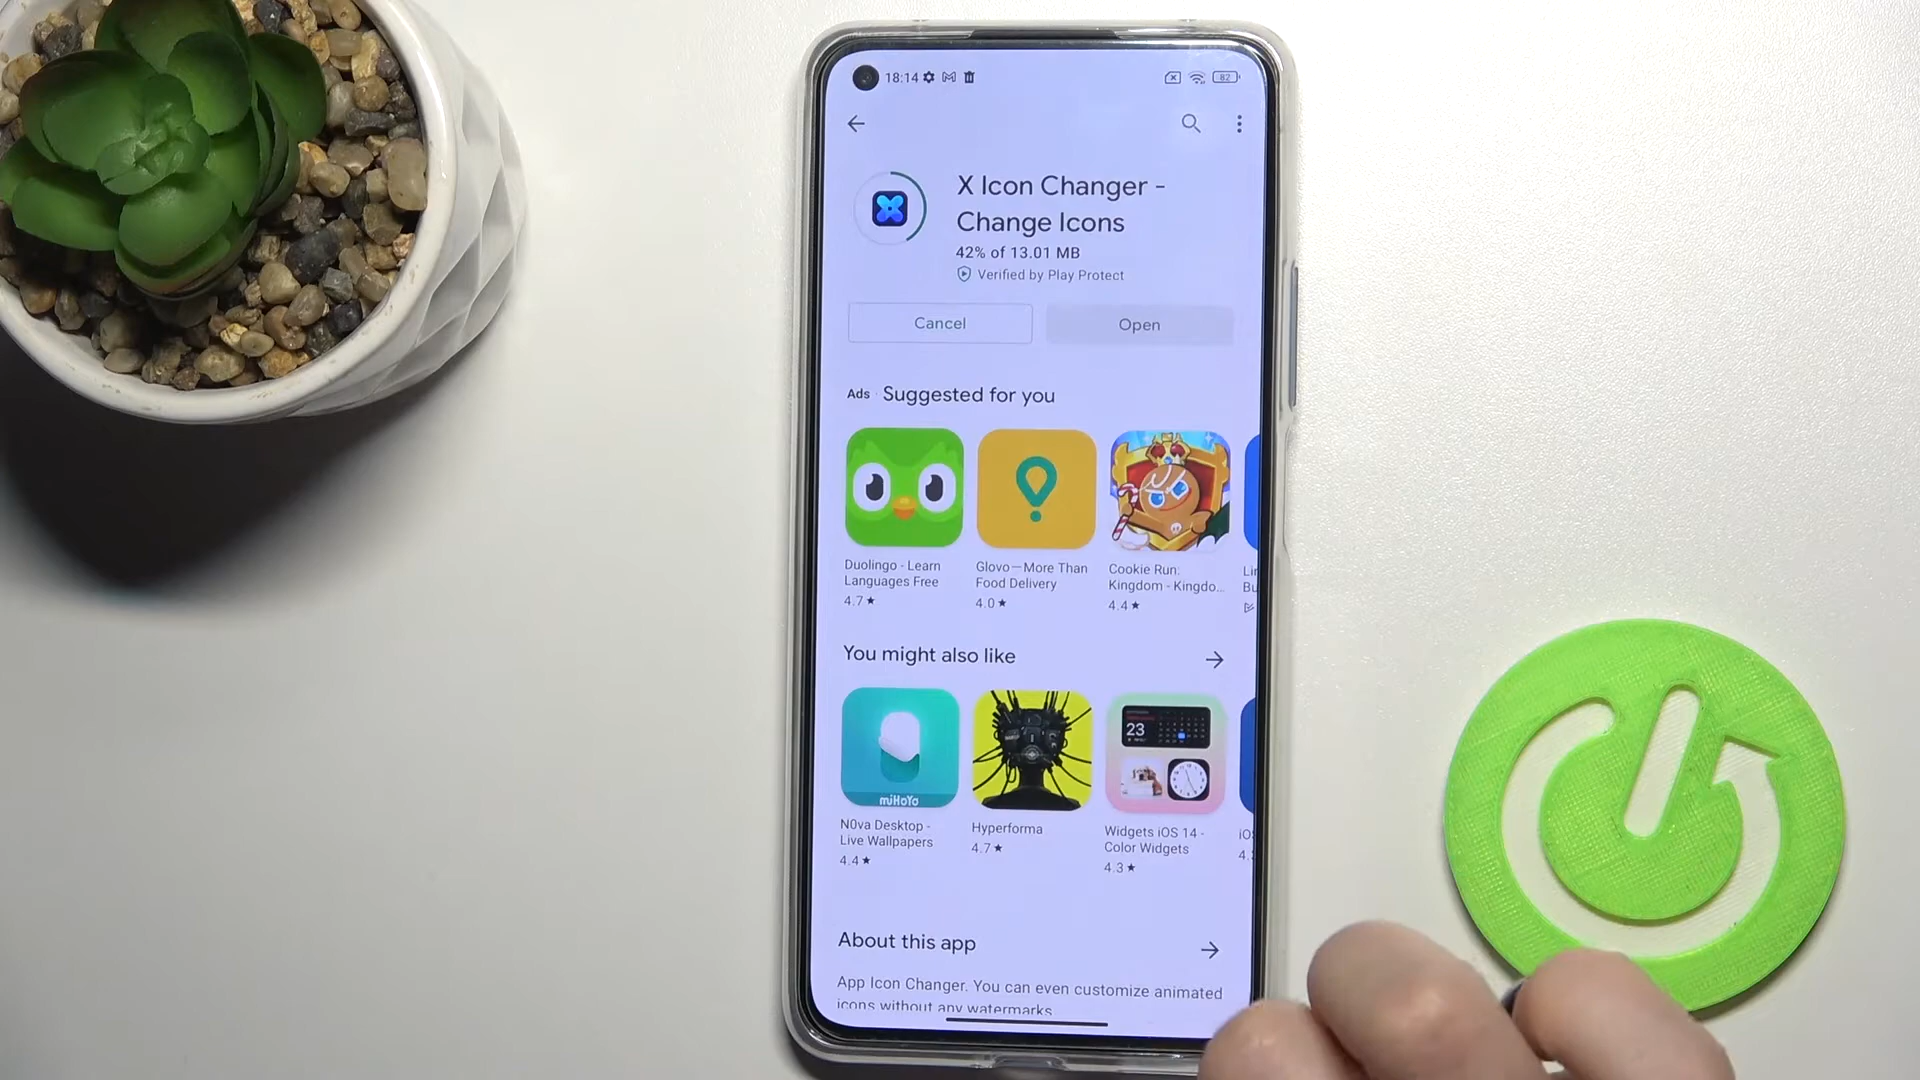 18:14
82
X Icon Changer -
Change Icons
42% of 13.01 MB
Verified by Play Protect
Cancel
Open
Ads · Suggested for you
Duolingo - Learn
Languages Free
4.7★
Glovo—More Than
Food Delivery
4.0★
Cookie Run:
Kingdom - Kingdo...
4.4★
You might also like
23
miHoYo
N0va Desktop -
Live Wallpapers
4.4★
Hyperforma
4.7★
Widgets iOS 14 -
Color Widgets
4.3★
About this app
App Icon Changer. You can even customize animated
icons without any watermarks